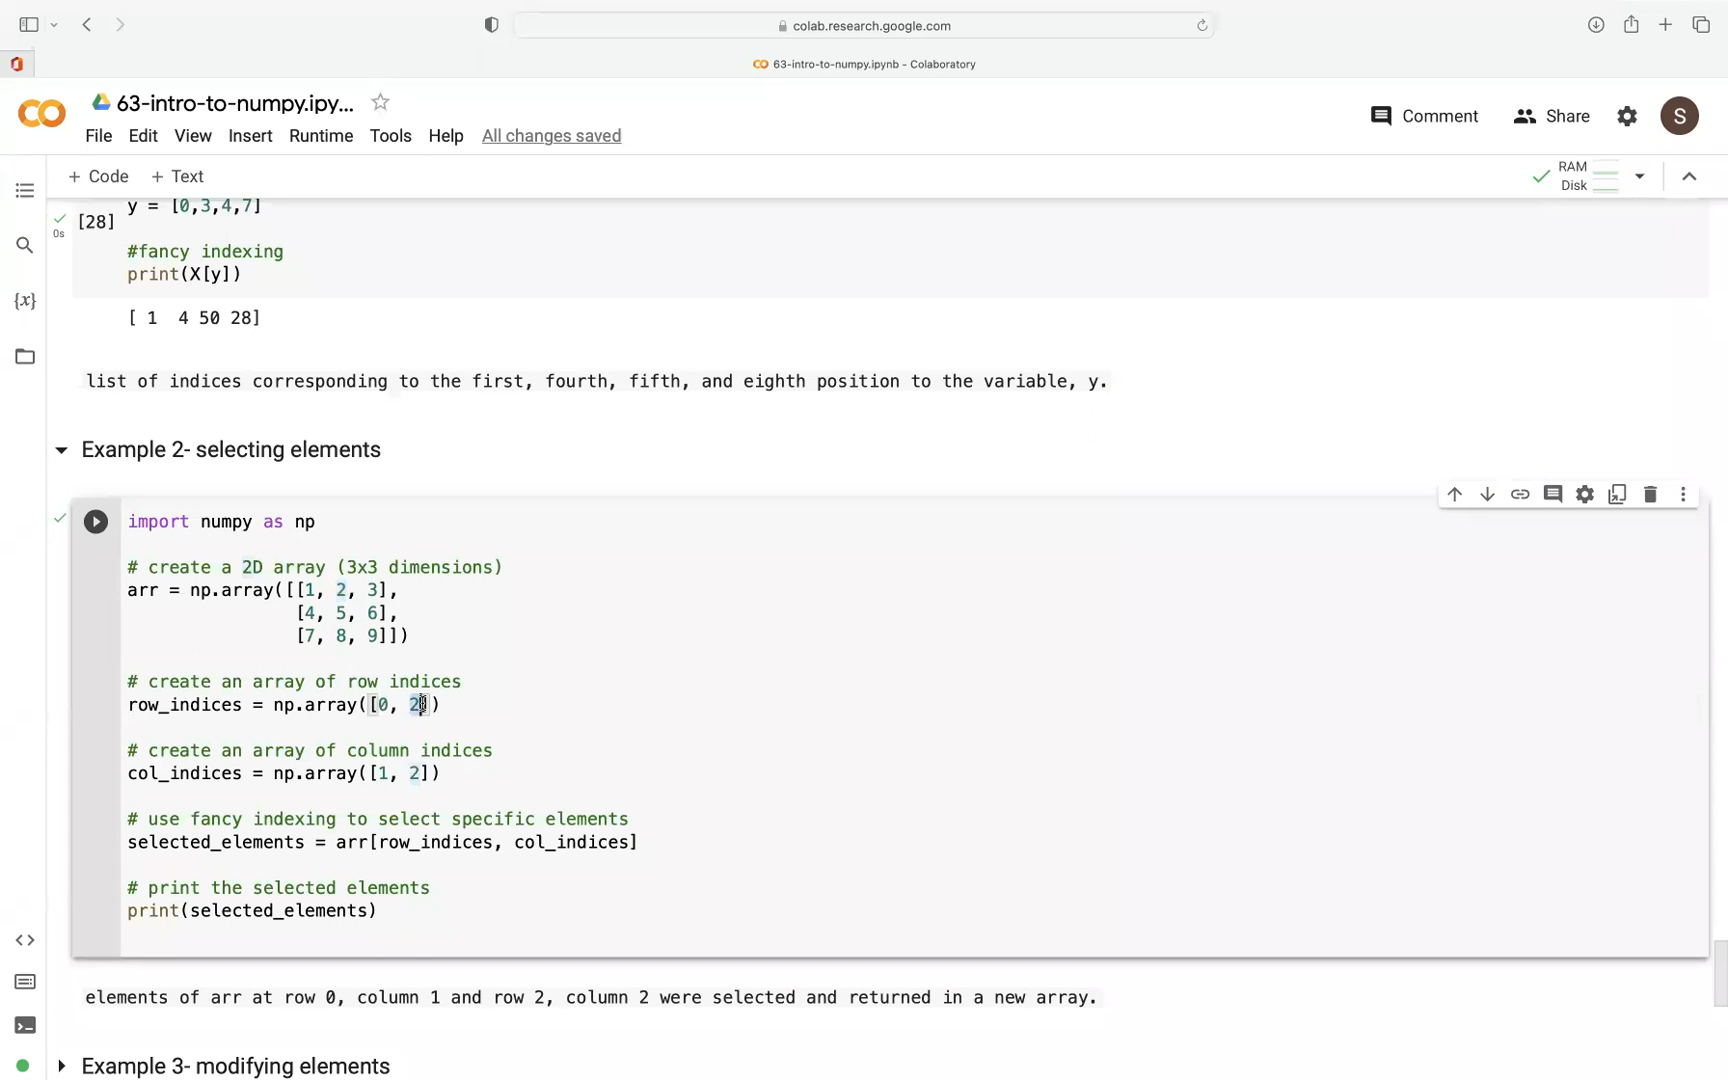 colab.research.google.com
63-intro-to-numpy.ipynb - Colaboratory
63-intro-to-numpy.ipy...
Comment
Share
S
File Edit View Insert Runtime Tools Help All changes saved
+ Code + Text
RAM
Disk
y = [0,3,4,7]
[28]
0s
#fancy indexing
print(X[y])
[ 1  4 50 28]
list of indices corresponding to the first, fourth, fifth, and eighth position to the variable, y.
Example 2- selecting elements
import numpy as np
# create a 2D array (3x3 dimensions)
arr = np.array([[1, 2, 3],
[4, 5, 6],
[7, 8, 9]])
# create an array of row indices
row_indices = np.array([0, 2])
# create an array of column indices
col_indices = np.array([1, 2])
# use fancy indexing to select specific elements
selected_elements = arr[row_indices, col_indices]
# print the selected elements
print(selected_elements)
elements of arr at row 0, column 1 and row 2, column 2 were selected and returned in a new array.
Example 3- modifying elements